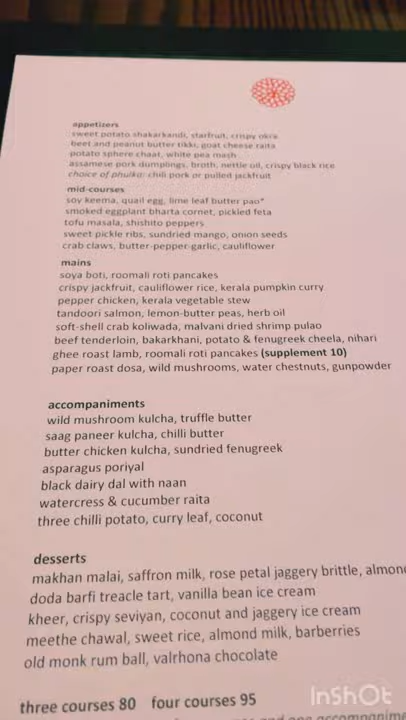 appetizers
sweet potato shakarkandi, starfruit, crispy okra
beet and peanut butter tikki, goat cheese raita
potato sphere chaat, white pea mash
assamese pork dumplings, broth, nettle oil, crispy black rice
choice of phulka: chili pork or pulled jackfruit
mid-courses
soy keema, quail egg, lime leaf butter pao*
smoked eggplant bharta cornet, pickled feta
tofu masala, shishito peppers
sweet pickle ribs, sundried mango, onion seeds
crab claws, butter-pepper-garlic, cauliflower
mains
soya boti, roomali roti pancakes
crispy jackfruit, cauliflower rice, kerala pumpkin curry
pepper chicken, kerala vegetable stew
tandoori salmon, lemon-butter peas, herb oil
soft-shell crab koliwada, malvani dried shrimp pulao
beef tenderloin, bakarkhani, potato & fenugreek cheela, nihari
ghee roast lamb, roomali roti pancakes (supplement 10)
paper roast dosa, wild mushrooms, water chestnuts, gunpowder
accompaniments
wild mushroom kulcha, truffle butter
saag paneer kulcha, chilli butter
butter chicken kulcha, sundried fenugreek
asparagus poriyal
black dairy dal with naan
watercress & cucumber raita
three chilli potato, curry leaf, coconut
desserts
makhan malai, saffron milk, rose petal jaggery brittle, almond
doda barfi treacle tart, vanilla bean ice cream
kheer, crispy seviyan, coconut and jaggery ice cream
meethe chawal, sweet rice, almond milk, barberries
old monk rum ball, valrhona chocolate
three courses 80 four courses 95
InShOt